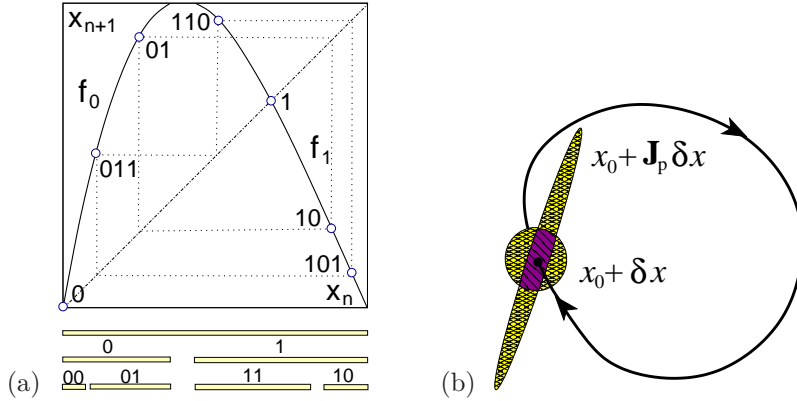 x_{n+1}
110
01
f_0
1
011
f_1
10
101
0
x_n
0 1
00 01 11 10
(a)
x_0 + J_p δx
x_0 + δx
(b)